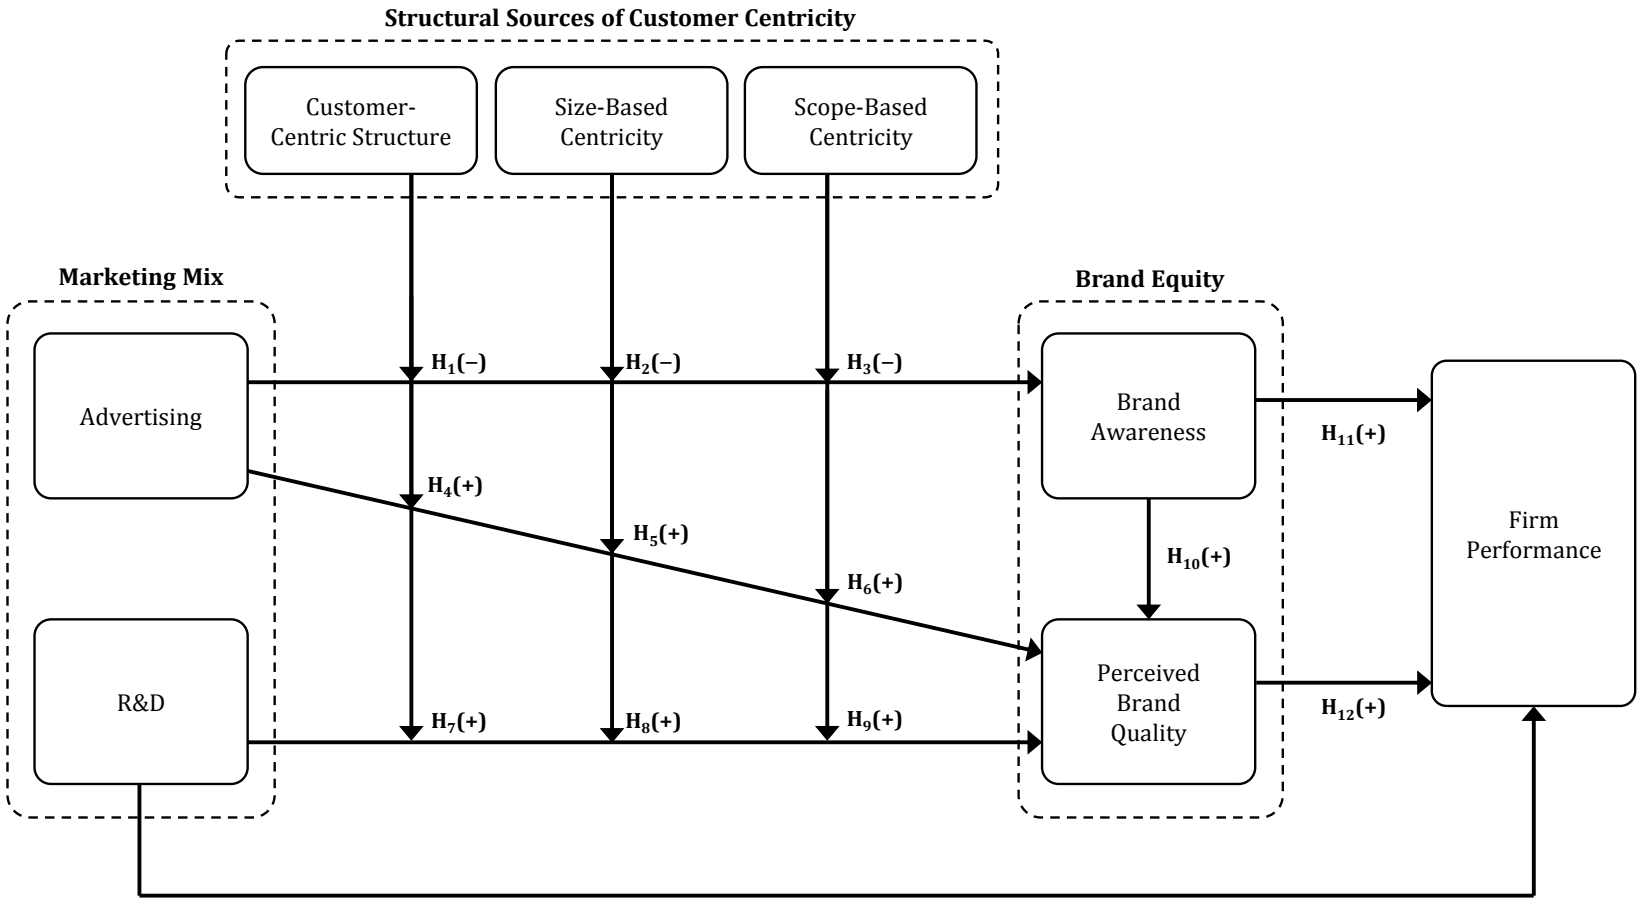 Structural Sources of Customer Centricity
Customer-
Centric Structure
Size-Based
Centricity
Scope-Based
Centricity
Marketing Mix
Brand Equity
Advertising
R&D
H₁(–)
H₂(–)
H₃(–)
H₄(+)
H₅(+)
H₆(+)
H₇(+)
H₈(+)
H₉(+)
Brand
Awareness
H₁₀(+)
Perceived
Brand
Quality
H₁₁(+)
H₁₂(+)
Firm
Performance